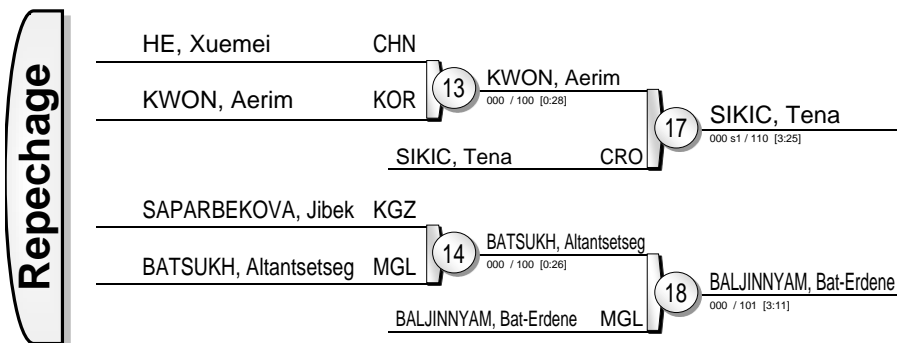 Repechage
HE, Xuemei CHN
KWON, Aerim KOR
13
KWON, Aerim
000 / 100 [0:28]
SIKIC, Tena CRO
17
SIKIC, Tena
000 s1 / 110 [3:25]
SAPARBEKOVA, Jibek KGZ
BATSUKH, Altantsetseg MGL
14
BATSUKH, Altantsetseg
000 / 100 [0:26]
BALJINNYAM, Bat-Erdene MGL
18
BALJINNYAM, Bat-Erdene
000 / 101 [3:11]